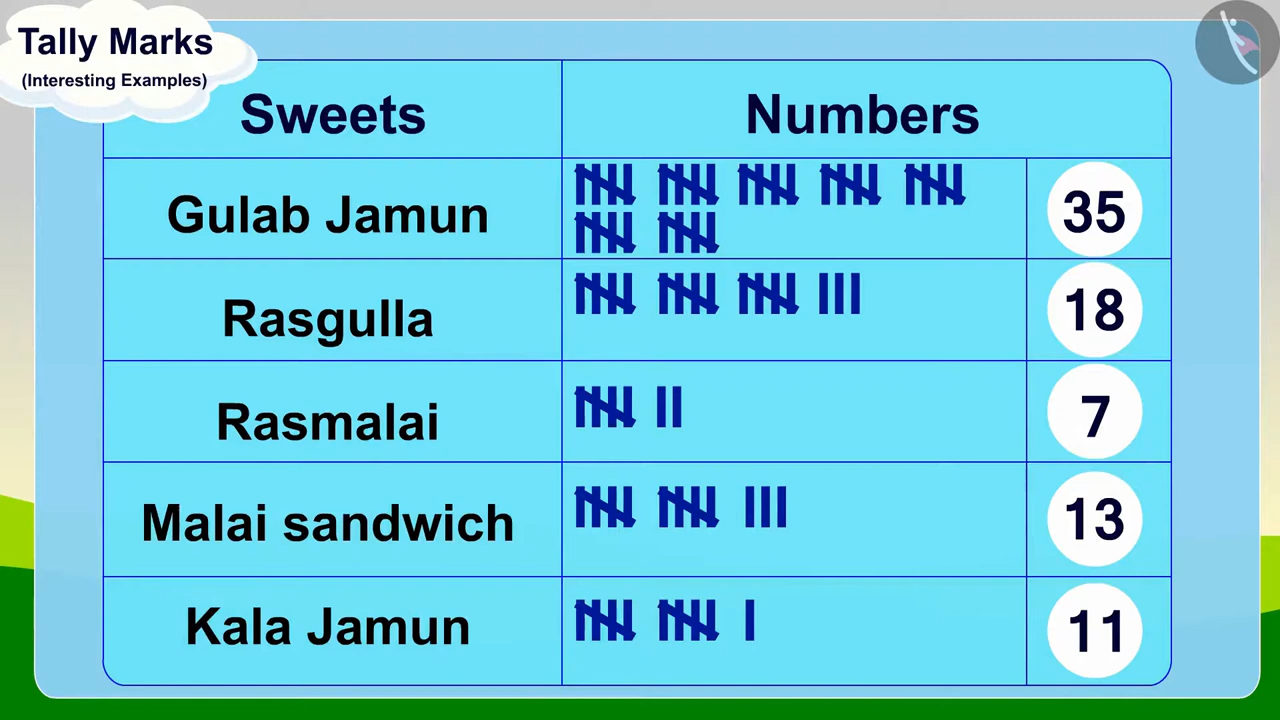 Tally Marks
(Interesting Examples)
Sweets Numbers
Gulab Jamun 35
Rasgulla 18
Rasmalai 7
Malai sandwich 13
Kala Jamun 11